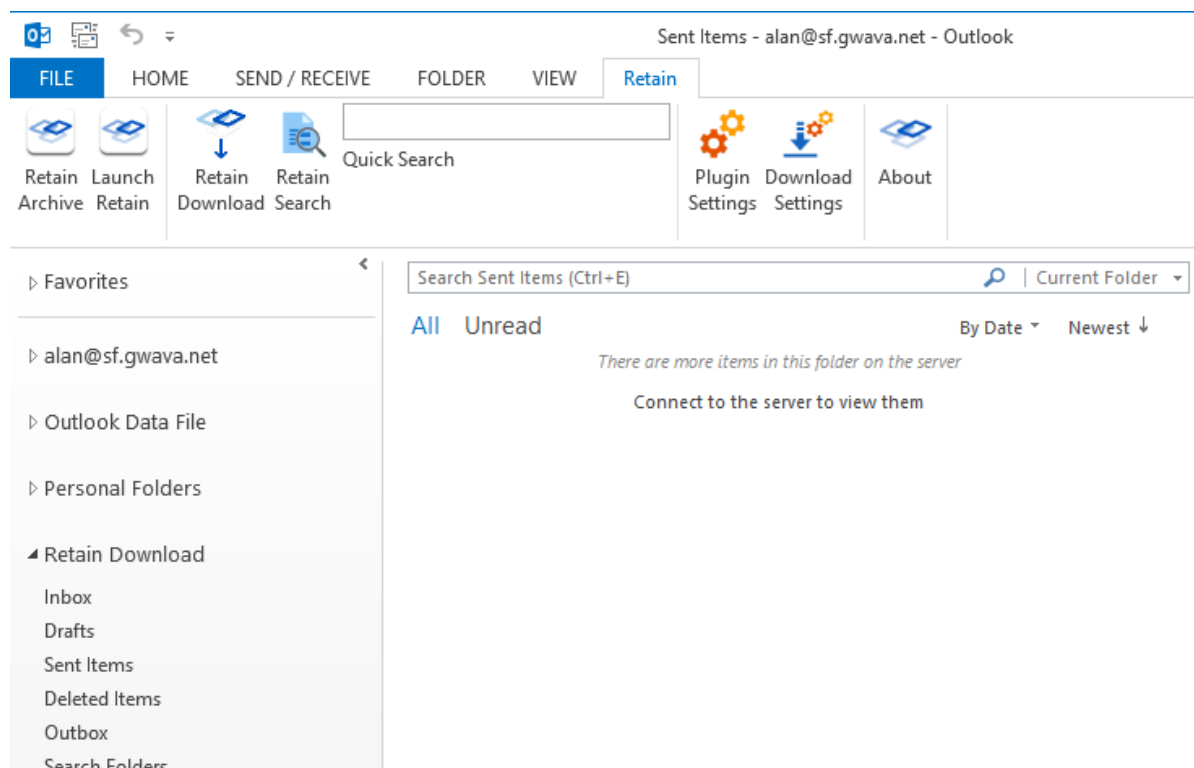 Sent Items - alan@sf.gwava.net - Outlook
FILE HOME SEND / RECEIVE FOLDER VIEW Retain
Retain Archive
Launch Retain
Retain Download
Retain Search
Quick Search
Plugin Settings
Download Settings
About
Favorites
Search Sent Items (Ctrl+E) Current Folder
All Unread By Date Newest
There are more items in this folder on the server
Connect to the server to view them
alan@sf.gwava.net
Outlook Data File
Personal Folders
Retain Download
Inbox
Drafts
Sent Items
Deleted Items
Outbox
Search Folders